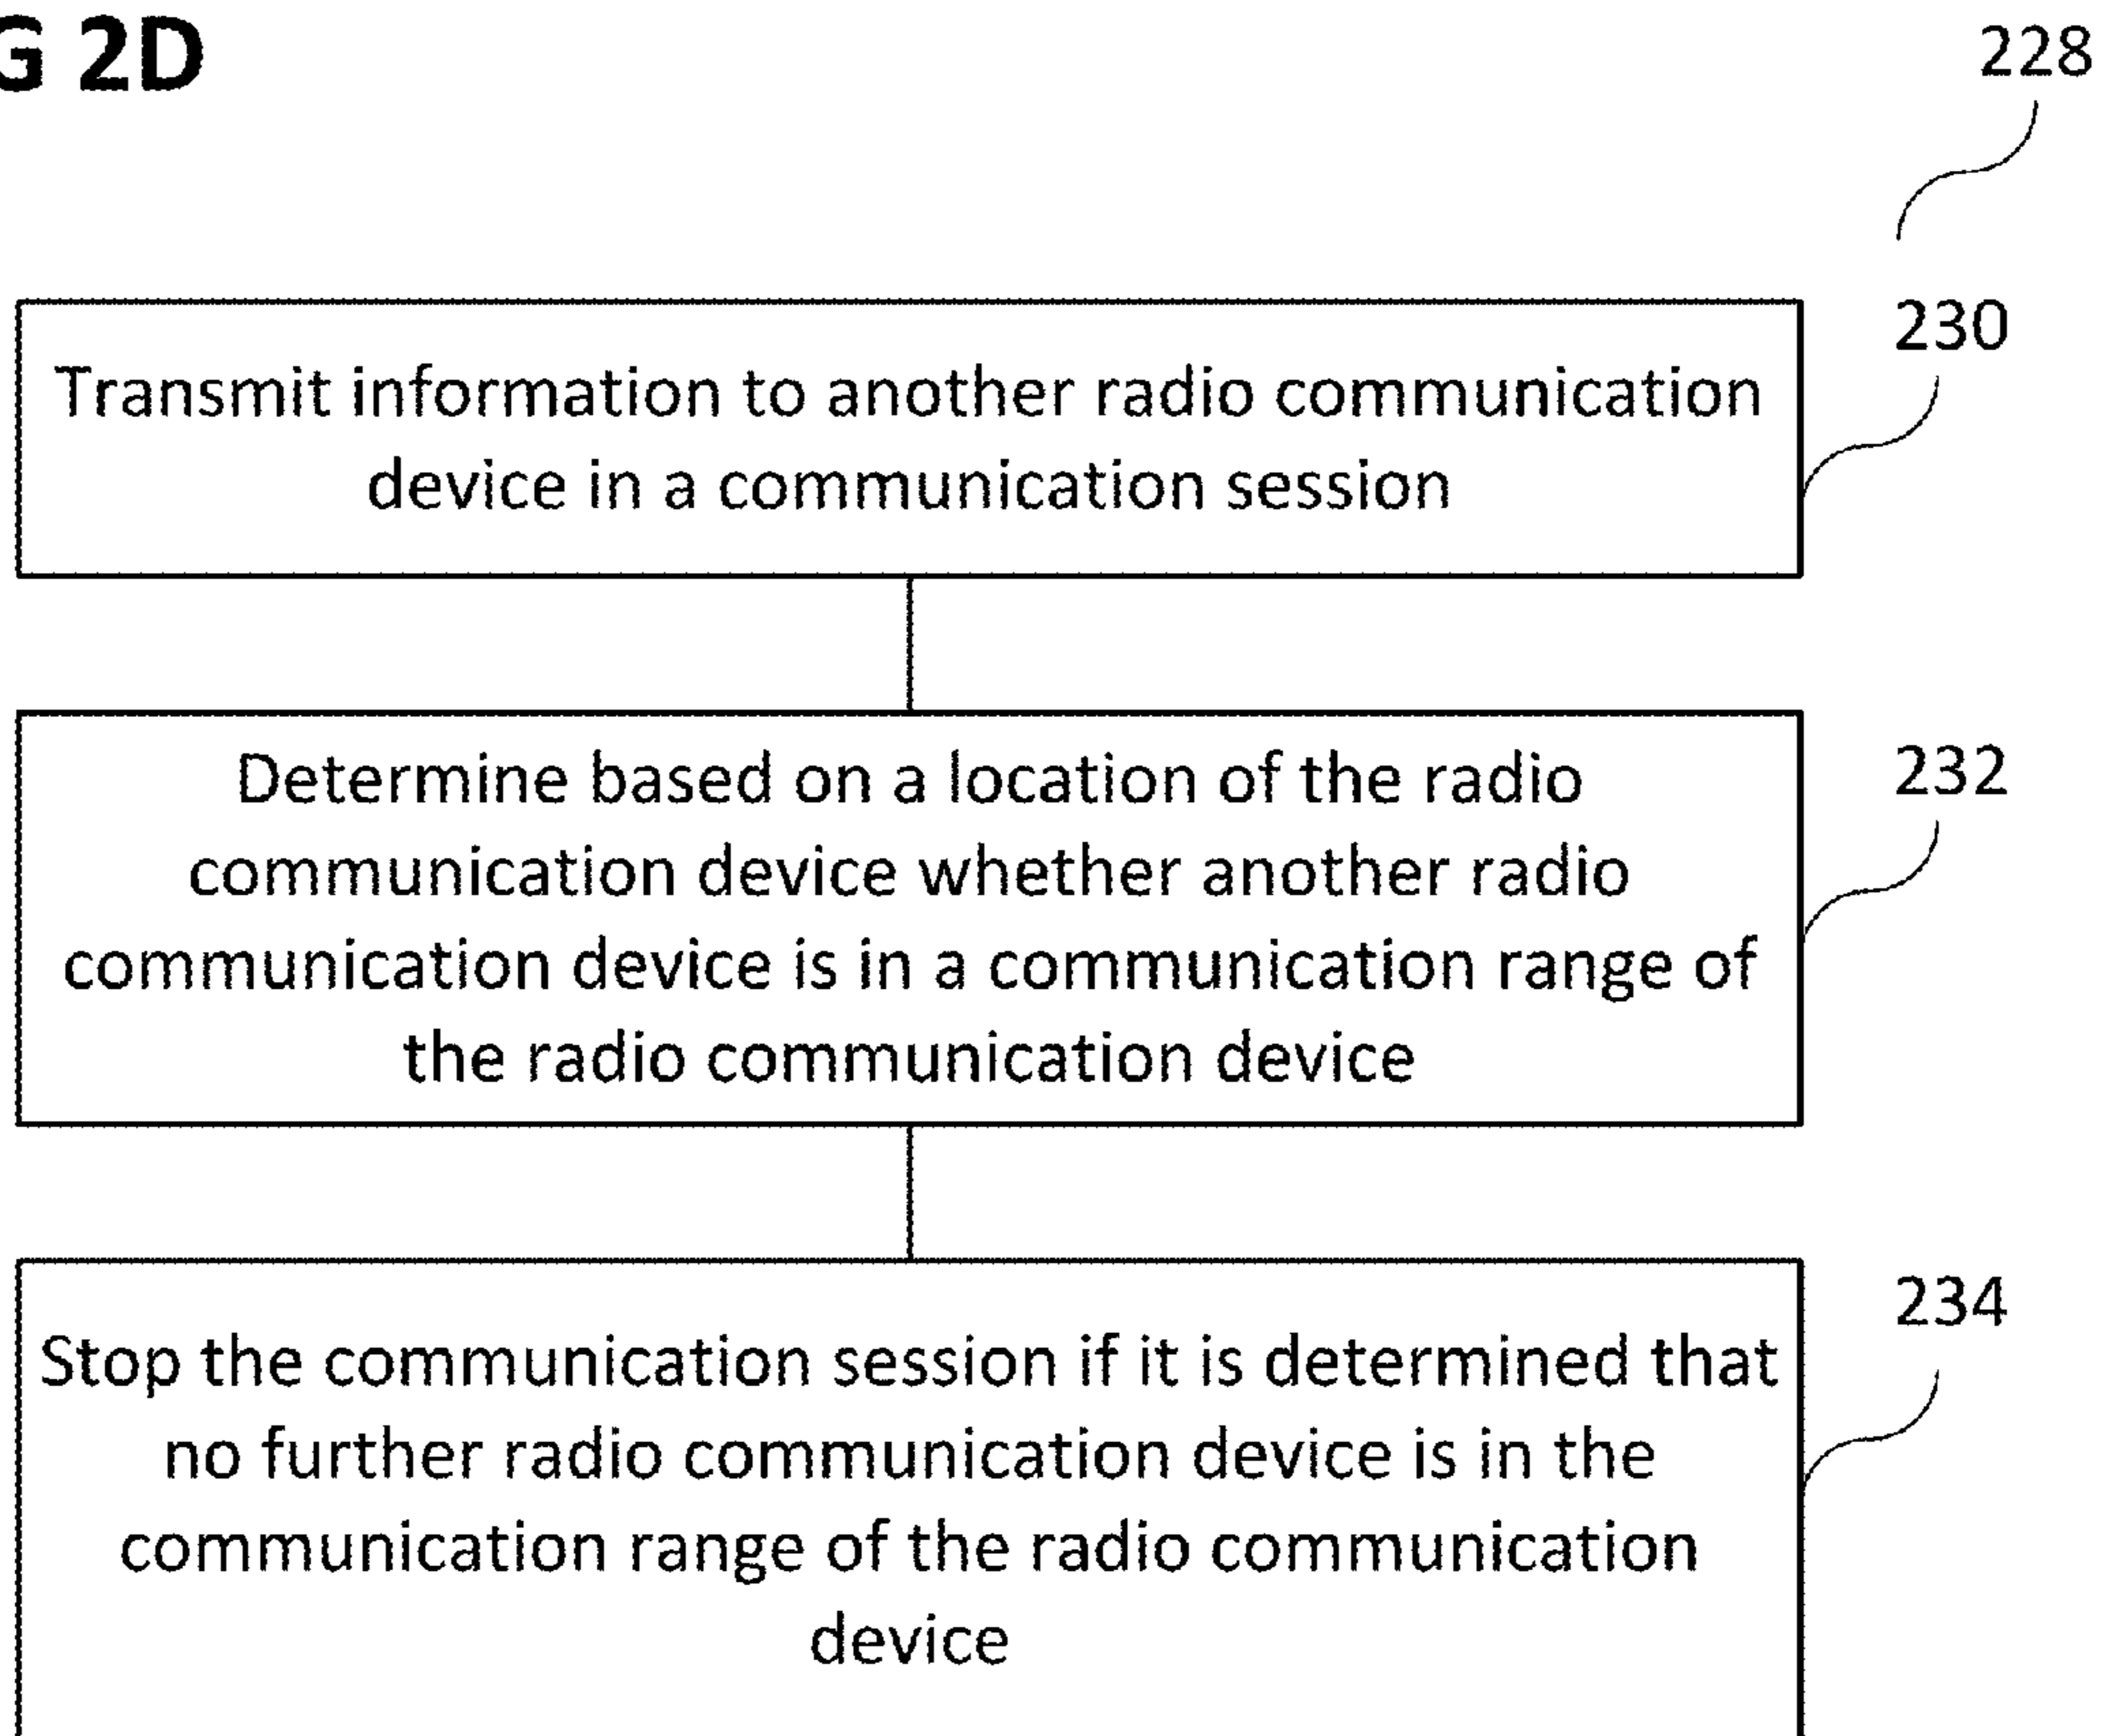 G 2D
228
230
Transmit information to another radio communication
device in a communication session
232
Determine based on a location of the radio
communication device whether another radio
communication device is in a communication range of
the radio communication device
234
Stop the communication session if it is determined that
no further radio communication device is in the
communication range of the radio communication
device